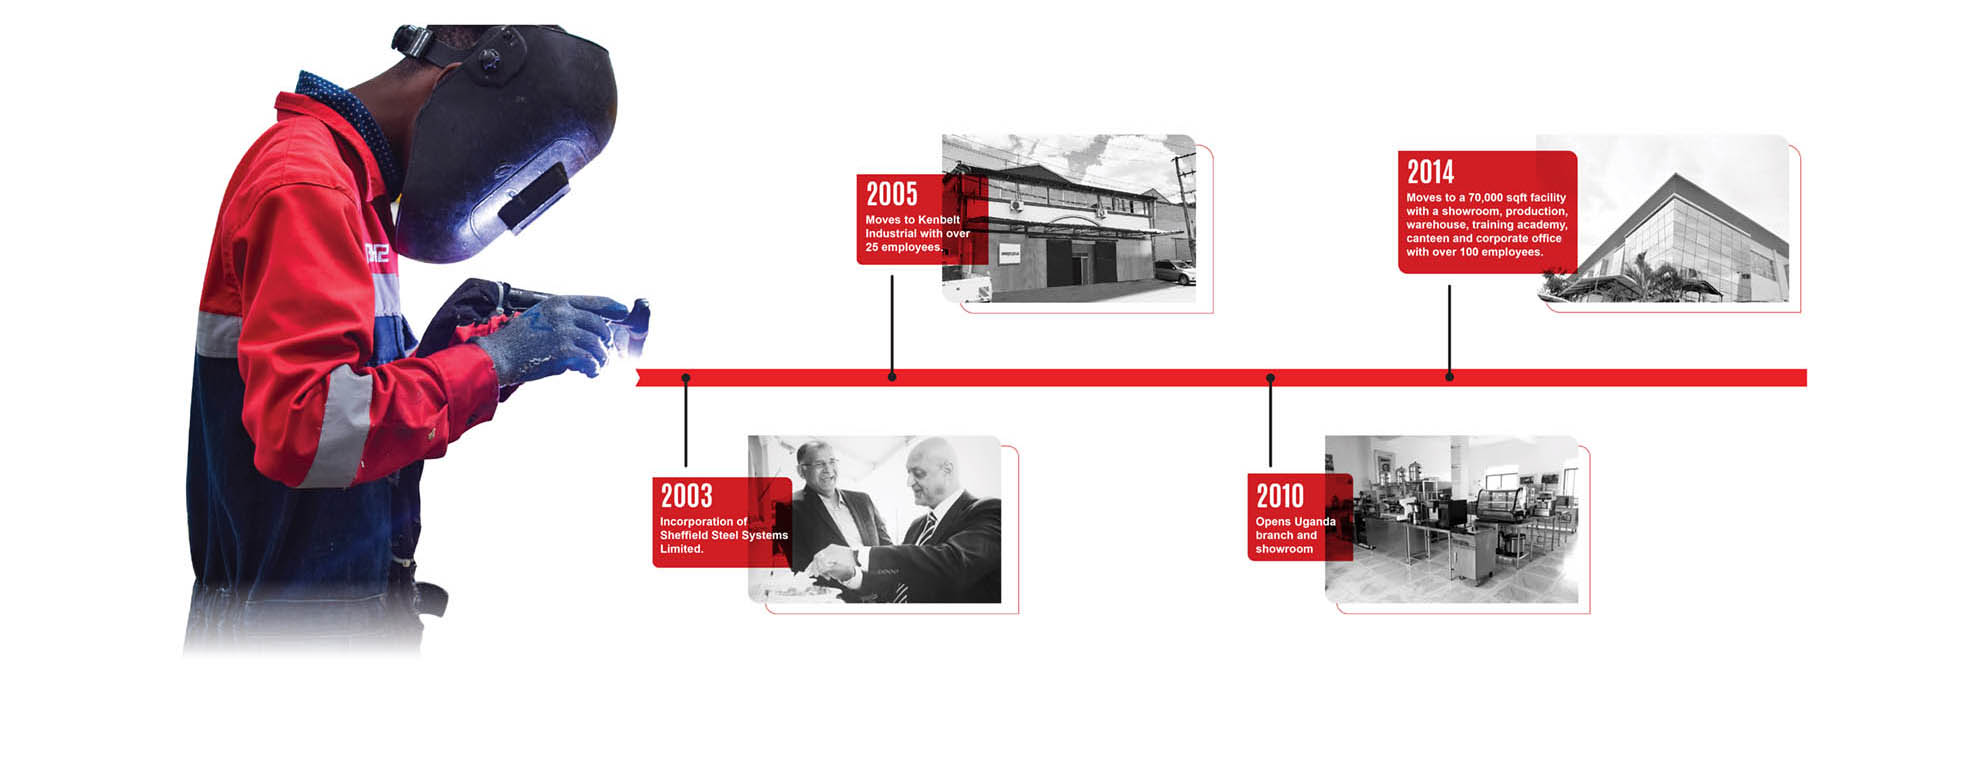 2003
Incorporation of
Sheffield Steel Systems
Limited.
2005
Moves to Kenbelt
Industrial with over
25 employees.
2010
Opens Uganda
branch and
showroom
2014
Moves to a 70,000 sqft facility
with a showroom, production,
warehouse, training academy,
canteen and corporate office
with over 100 employees.